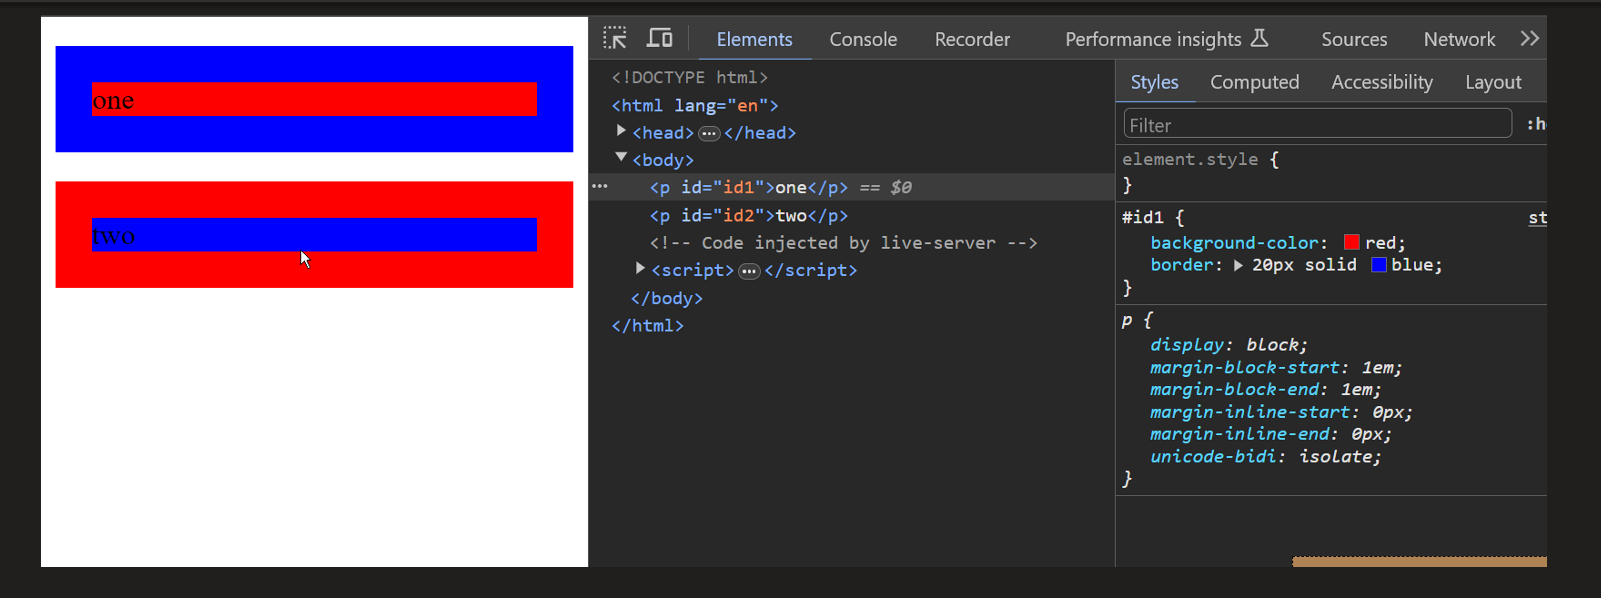 one
two
Elements Console Recorder Performance insights Sources Network
<!DOCTYPE html>
<html lang="en">
<head> ⋯ </head>
<body>
⋯ <p id="id1">one</p> == $0
<p id="id2">two</p>
<!-- Code injected by live-server -->
<script> ⋯ </script>
</body>
</html>
Styles Computed Accessibility Layout
Filter :h
element.style {
}
#id1 { st
background-color: red;
border: 20px solid blue;
}
p {
display: block;
margin-block-start: 1em;
margin-block-end: 1em;
margin-inline-start: 0px;
margin-inline-end: 0px;
unicode-bidi: isolate;
}